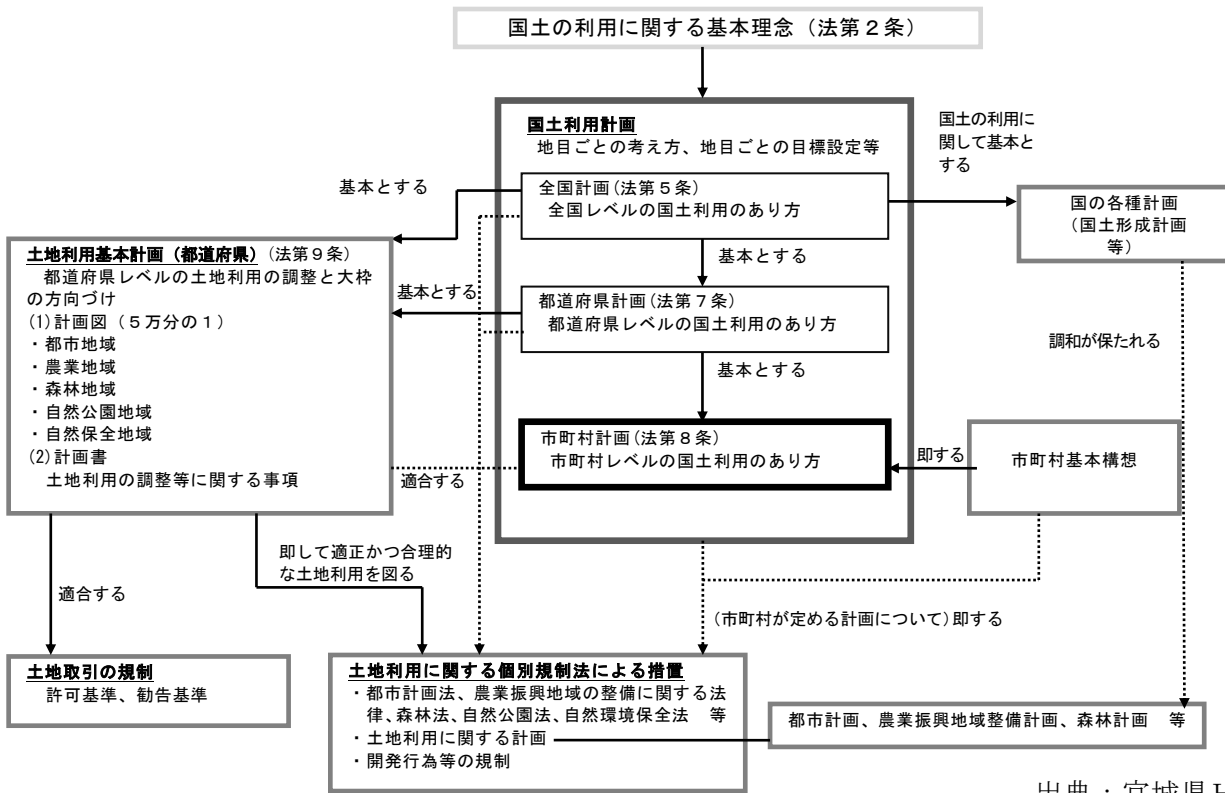 国土の利用に関する基本理念（法第２条）
国土利用計画
地目ごとの考え方、地目ごとの目標設定等
国土の利用に
関して基本と
する
基本とする
全国計画(法第５条)
全国レベルの国土利用のあり方
国の各種計画
（国土形成計画
等）
土地利用基本計画（都道府県）(法第９条)
都道府県レベルの土地利用の調整と大枠
の方向づけ
(1)計画図（５万分の１）
・都市地域
・農業地域
・森林地域
・自然公園地域
・自然保全地域
(2)計画書
土地利用の調整等に関する事項
基本とする
基本とする
都道府県計画(法第７条)
都道府県レベルの国土利用のあり方
調和が保たれる
基本とする
市町村計画(法第８条)
市町村レベルの国土利用のあり方
適合する
即する
市町村基本構想
即して適正かつ合理的
な土地利用を図る
適合する
(市町村が定める計画について)即する
土地取引の規制
許可基準、勧告基準
土地利用に関する個別規制法による措置
・都市計画法、農業振興地域の整備に関する法
律、森林法、自然公園法、自然環境保全法　等
・土地利用に関する計画
・開発行為等の規制
都市計画、農業振興地域整備計画、森林計画　等
出典：宮城県